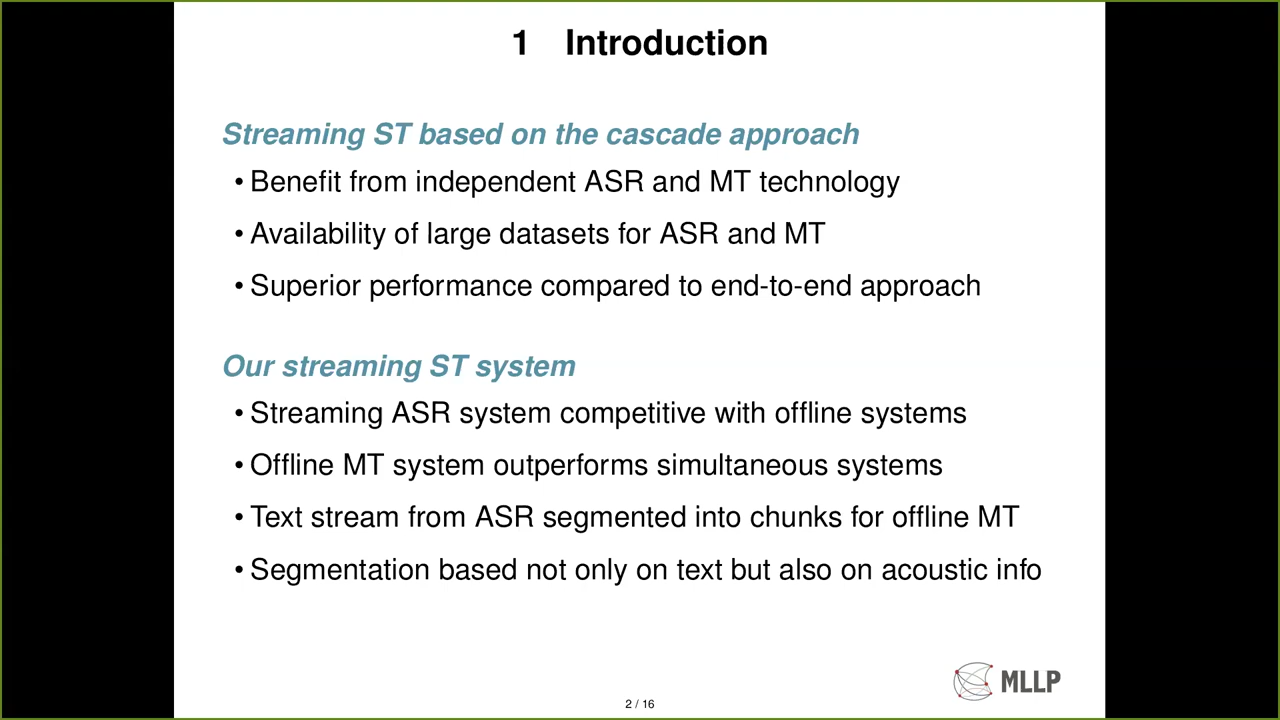 1 Introduction
Streaming ST based on the cascade approach
• Benefit from independent ASR and MT technology
• Availability of large datasets for ASR and MT
• Superior performance compared to end-to-end approach
Our streaming ST system
• Streaming ASR system competitive with offline systems
• Offline MT system outperforms simultaneous systems
• Text stream from ASR segmented into chunks for offline MT
• Segmentation based not only on text but also on acoustic info
MLLP
2 / 16